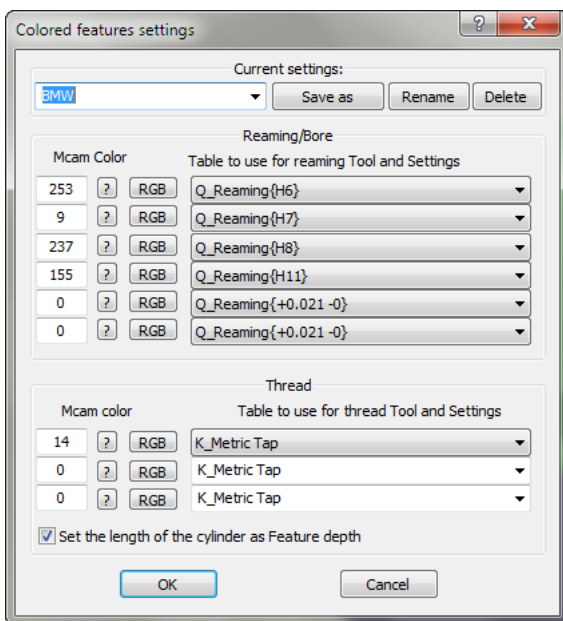 Colored features settings
Current settings:
BMW Save as Rename Delete
Reaming/Bore
Mcam Color Table to use for reaming Tool and Settings
253 ? RGB Q_Reaming{H6}
9 ? RGB Q_Reaming{H7}
237 ? RGB Q_Reaming{H8}
155 ? RGB Q_Reaming{H11}
0 ? RGB Q_Reaming{+0.021 -0}
0 ? RGB Q_Reaming{+0.021 -0}
Thread
Mcam color Table to use for thread Tool and Settings
14 ? RGB K_Metric Tap
0 ? RGB K_Metric Tap
0 ? RGB K_Metric Tap
Set the length of the cylinder as Feature depth
OK Cancel